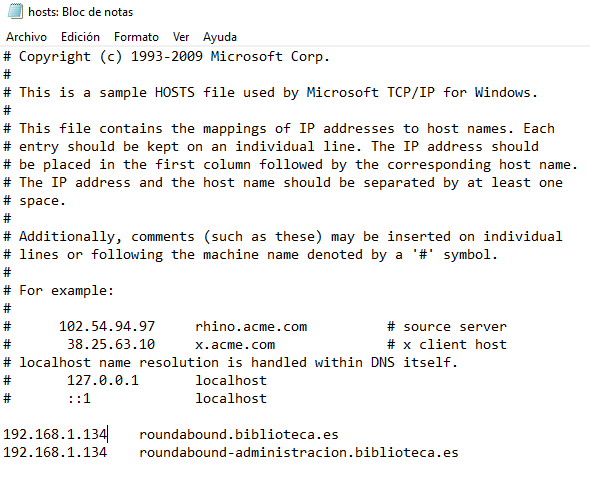 hosts: Bloc de notas
Archivo Edición Formato Ver Ayuda
# Copyright (c) 1993-2009 Microsoft Corp.
#
# This is a sample HOSTS file used by Microsoft TCP/IP for Windows.
#
# This file contains the mappings of IP addresses to host names. Each
# entry should be kept on an individual line. The IP address should
# be placed in the first column followed by the corresponding host name.
# The IP address and the host name should be separated by at least one
# space.
#
# Additionally, comments (such as these) may be inserted on individual
# lines or following the machine name denoted by a '#' symbol.
#
# For example:
#
#      102.54.94.97     rhino.acme.com          # source server
#       38.25.63.10     x.acme.com              # x client host
# localhost name resolution is handled within DNS itself.
#       127.0.0.1       localhost
#       ::1             localhost

192.168.1.134    roundabound.biblioteca.es
192.168.1.134    roundabound-administracion.biblioteca.es